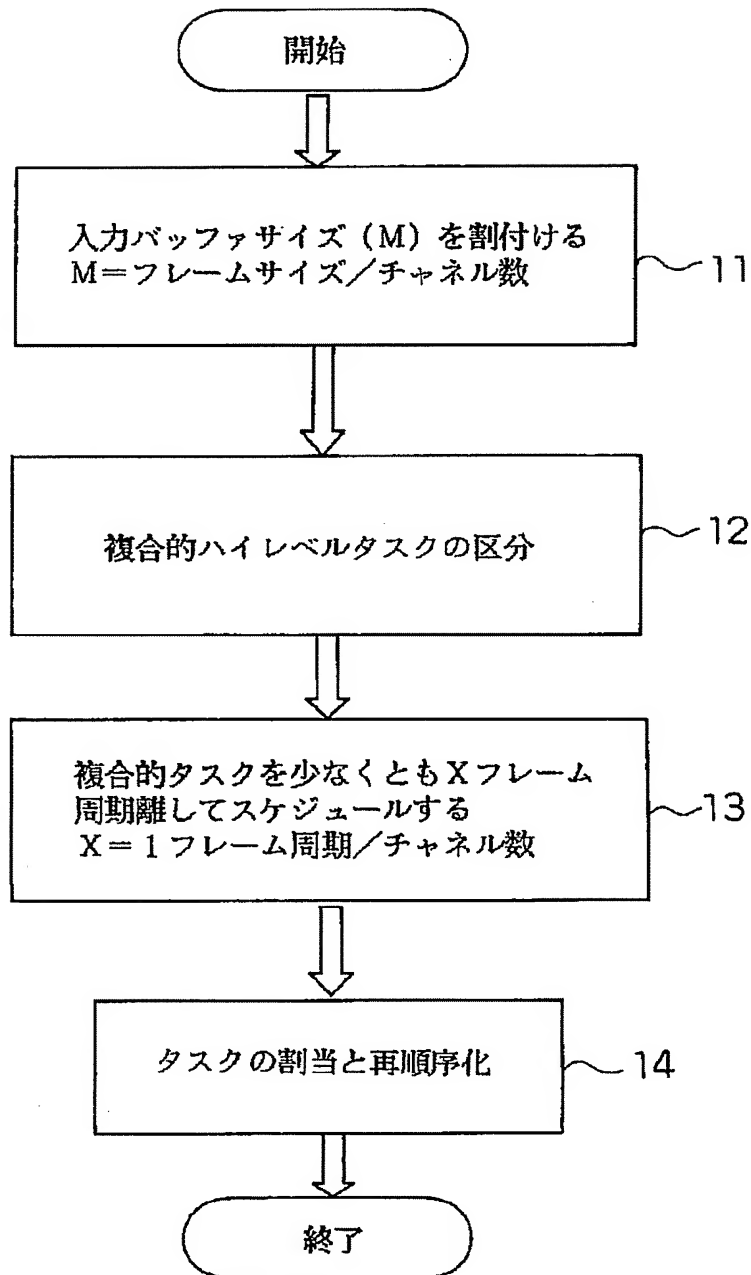 開始
入力バッファサイズ（M）を割付ける
M＝フレームサイズ／チャネル数
11
複合的ハイレベルタスクの区分
12
複合的タスクを少なくともXフレーム
周期離してスケジュールする
X＝1フレーム周期／チャネル数
13
タスクの割当と再順序化
14
終了